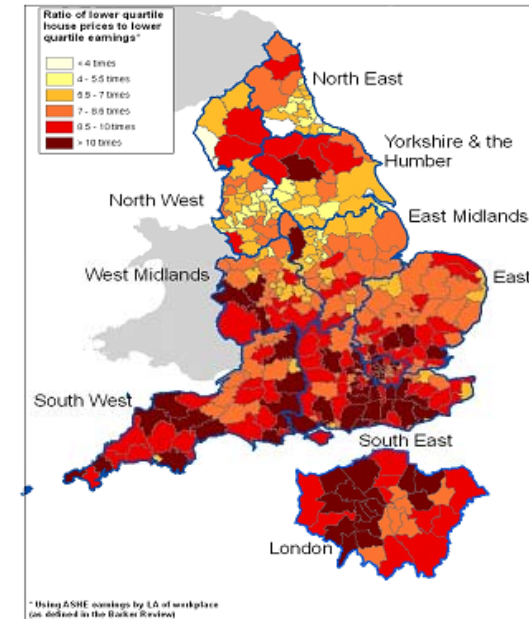 Ratio of lower quartile
house prices to lower
quartile earnings*
< 4 times
4 - 5.5 times
5.5 - 7 times
7 - 8.5 times
8.5 - 10 times
> 10 times
North East
Yorkshire & the
Humber
North West
East Midlands
West Midlands
East
South West
South East
London
* Using ASHE earnings by LA of workplace
(as defined in the Barker Review)